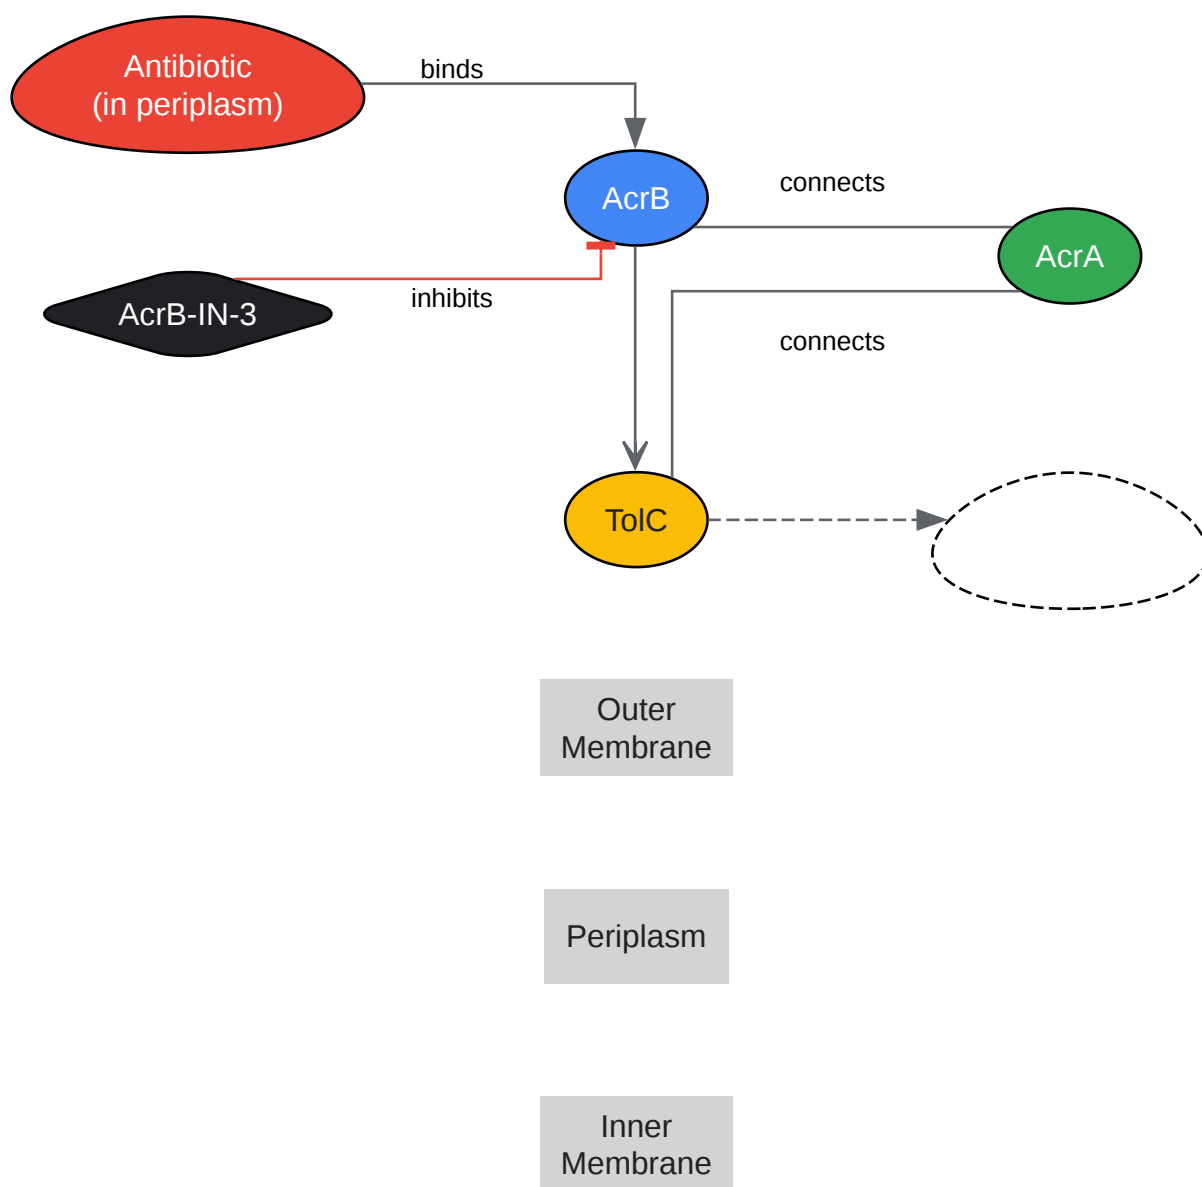 Antibiotic
(in periplasm)
binds
AcrB
connects
AcrA
AcrB-IN-3
inhibits
connects
TolC
Outer
Membrane
Periplasm
Inner
Membrane